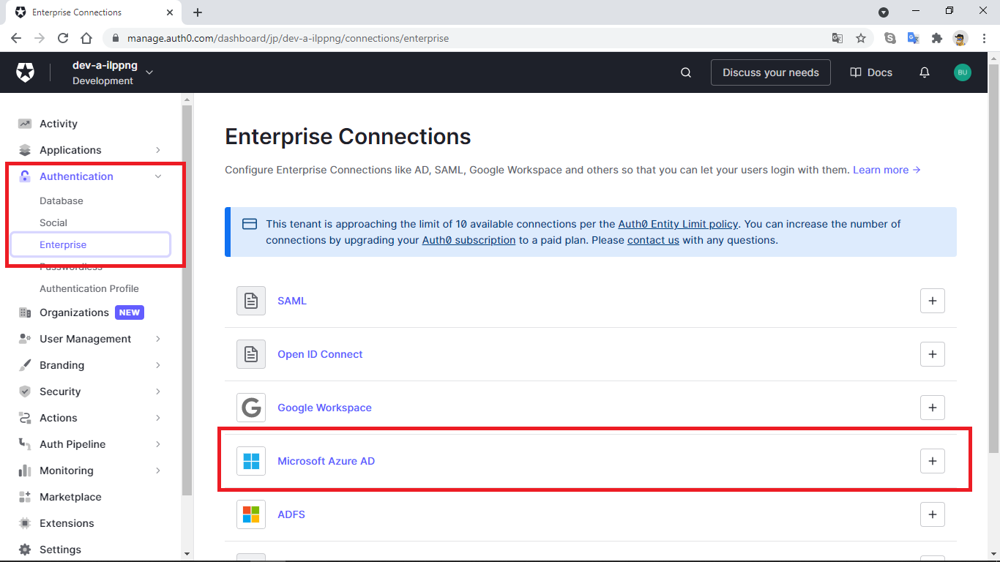 Enterprise Connections
manage.auth0.com/dashboard/jp/dev-a-ilppng/connections/enterprise
dev-a-ilppng
Development
Discuss your needs
Docs
BU
Activity
Applications
Authentication
Database
Social
Enterprise
Passwordless
Authentication Profile
Organizations NEW
User Management
Branding
Security
Actions
Auth Pipeline
Monitoring
Marketplace
Extensions
Settings
Enterprise Connections
Configure Enterprise Connections like AD, SAML, Google Workspace and others so that you can let your users login with them. Learn more →
This tenant is approaching the limit of 10 available connections per the Auth0 Entity Limit policy. You can increase the number of
connections by upgrading your Auth0 subscription to a paid plan. Please contact us with any questions.
SAML
Open ID Connect
Google Workspace
Microsoft Azure AD
ADFS